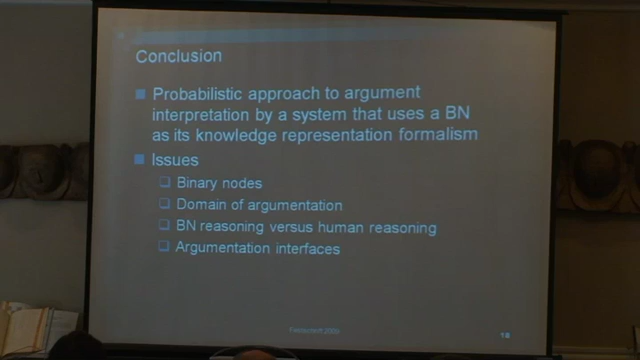 Conclusion
Probabilistic approach to argument
interpretation by a system that uses a BN
as its knowledge representation formalism
Issues
Binary nodes
Domain of argumentation
BN reasoning versus human reasoning
Argumentation interfaces
18